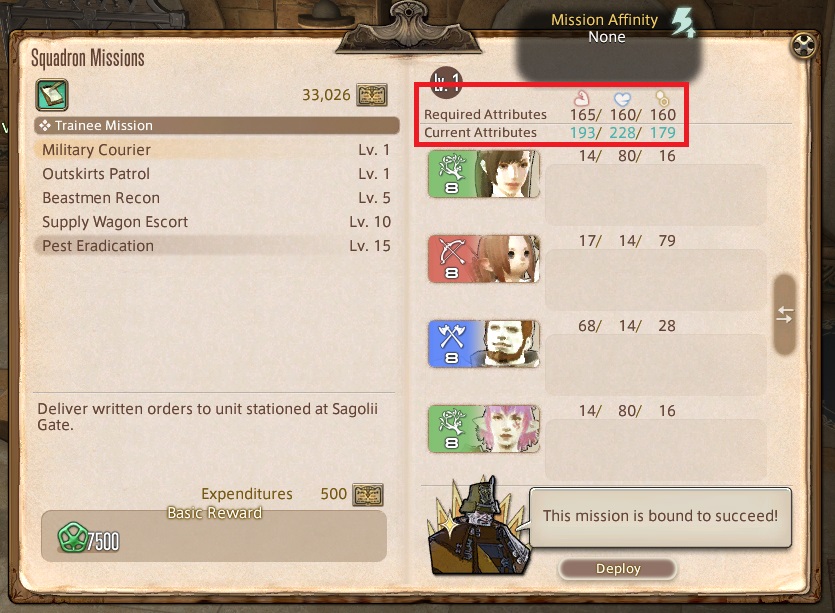 Mission Affinity
None
Squadron Missions
33,026
Lv. 1
Required Attributes 165/ 160/ 160
Current Attributes 193/ 228/ 179
Trainee Mission
Military Courier Lv. 1
Outskirts Patrol Lv. 1
Beastmen Recon Lv. 5
Supply Wagon Escort Lv. 10
Pest Eradication Lv. 15
14/ 80/ 16
8
17/ 14/ 79
8
68/ 14/ 28
8
14/ 80/ 16
8
Deliver written orders to unit stationed at Sagolii
Gate.
Expenditures 500
Basic Reward
7500
This mission is bound to succeed!
Deploy